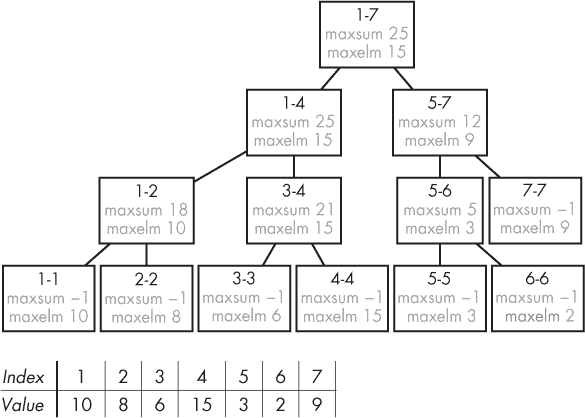 1-7
maxsum 25
maxelm 15
1-4
maxsum 25
maxelm 15
5-7
maxsum 12
maxelm 9
1-2
maxsum 18
maxelm 10
3-4
maxsum 21
maxelm 15
5-6
maxsum 5
maxelm 3
7-7
maxsum –1
maxelm 9
1-1
maxsum –1
maxelm 10
2-2
maxsum –1
maxelm 8
3-3
maxsum –1
maxelm 6
4-4
maxsum –1
maxelm 15
5-5
maxsum –1
maxelm 3
6-6
maxsum –1
maxelm 2
Index 1 2 3 4 5 6 7
Value 10 8 6 15 3 2 9